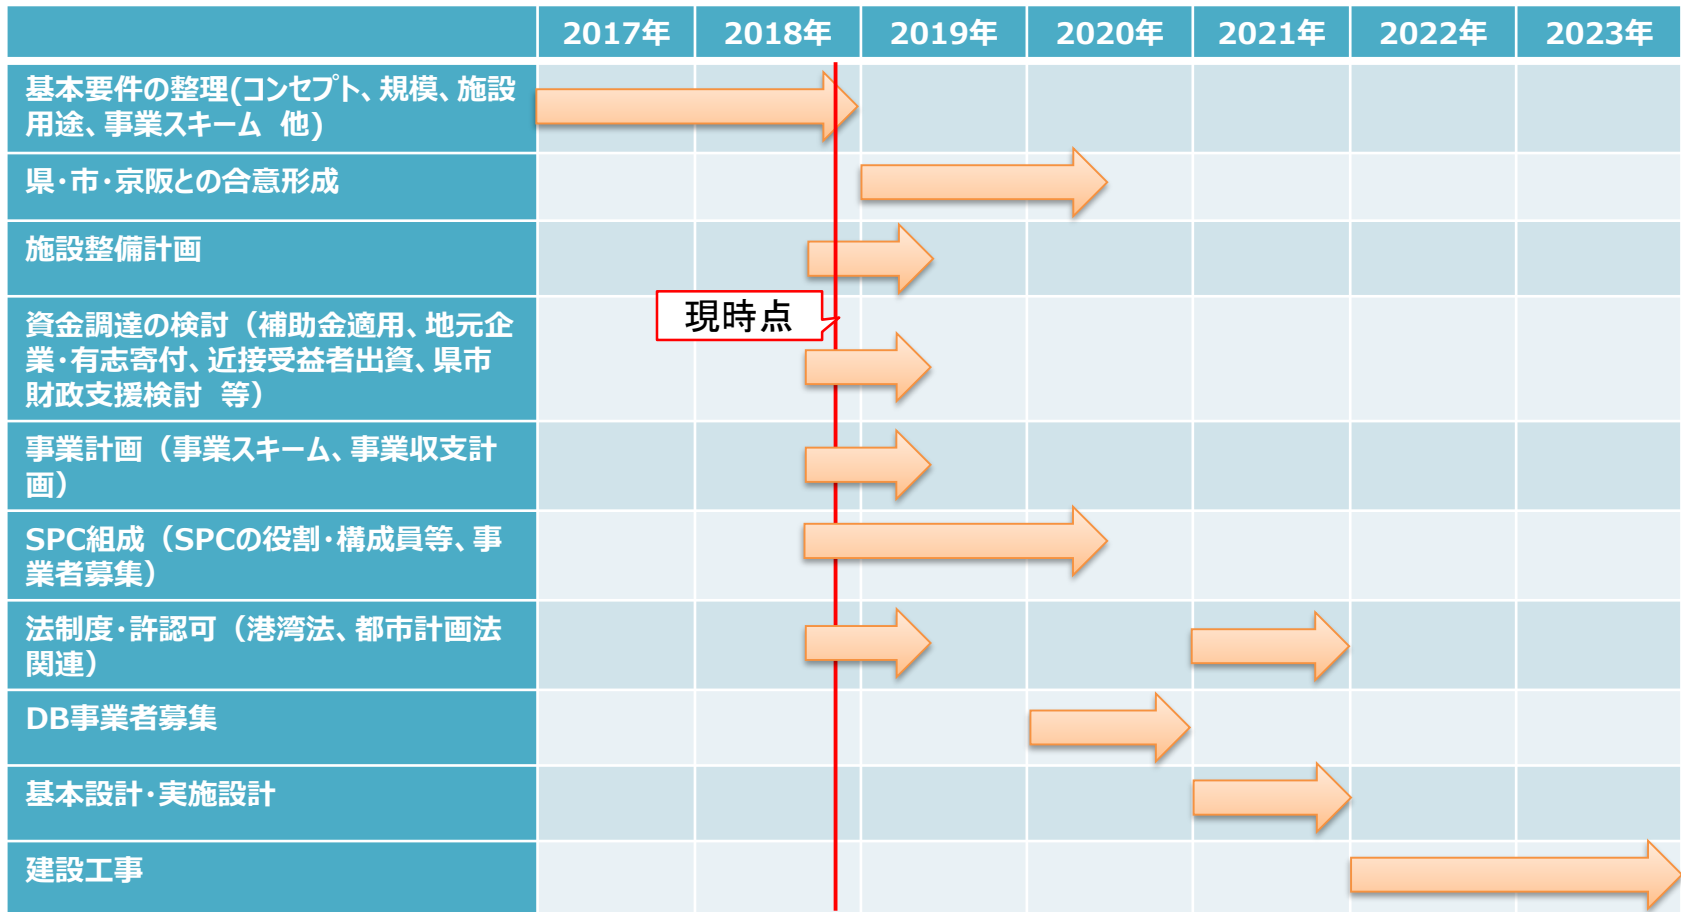 2017年 2018年 2019年 2020年 2021年 2022年 2023年
基本要件の整理(コンセプト、規模、施設
用途、事業スキーム　他)
県・市・京阪との合意形成
施設整備計画
現時点
資金調達の検討（補助金適用、地元企
業・有志寄付、近接受益者出資、県市
財政支援検討　等）
事業計画（事業スキーム、事業収支計
画）
SPC組成（SPCの役割・構成員等、事
業者募集）
法制度・許認可（港湾法、都市計画法
関連）
DB事業者募集
基本設計・実施設計
建設工事